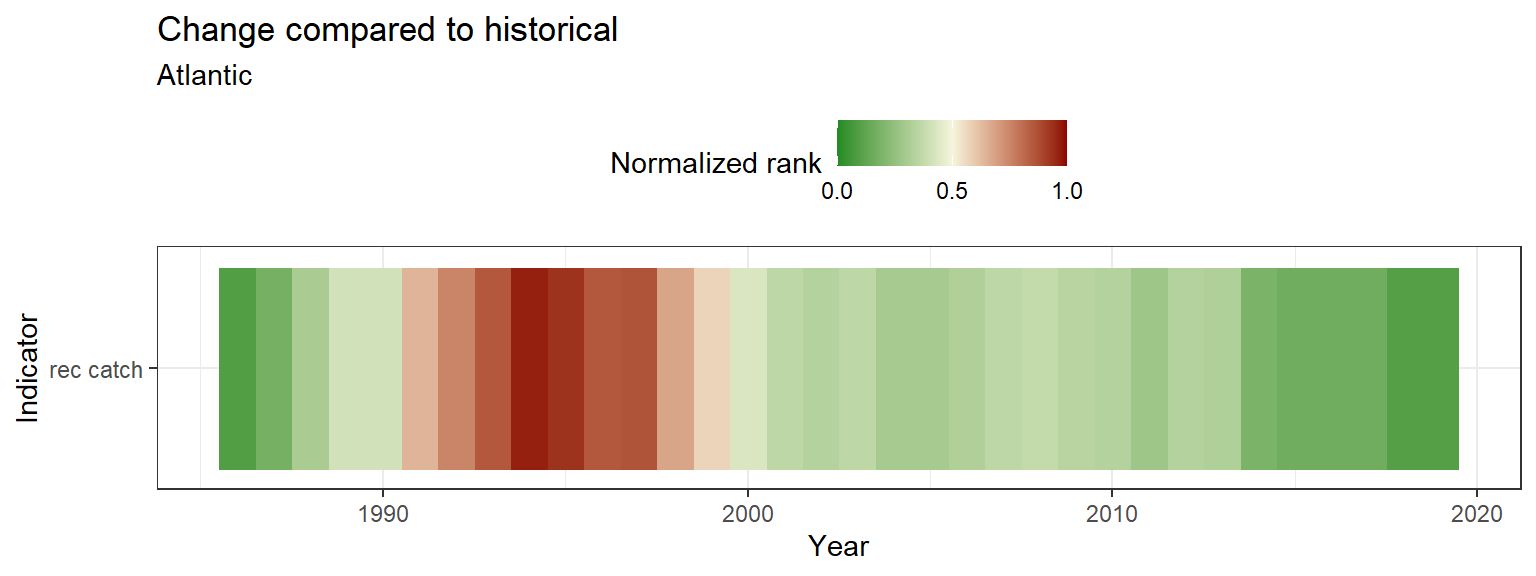 Change compared to historical
Atlantic
Normalized rank
0.0 0.5 1.0
Indicator
rec catch
1990 2000 2010 2020
Year